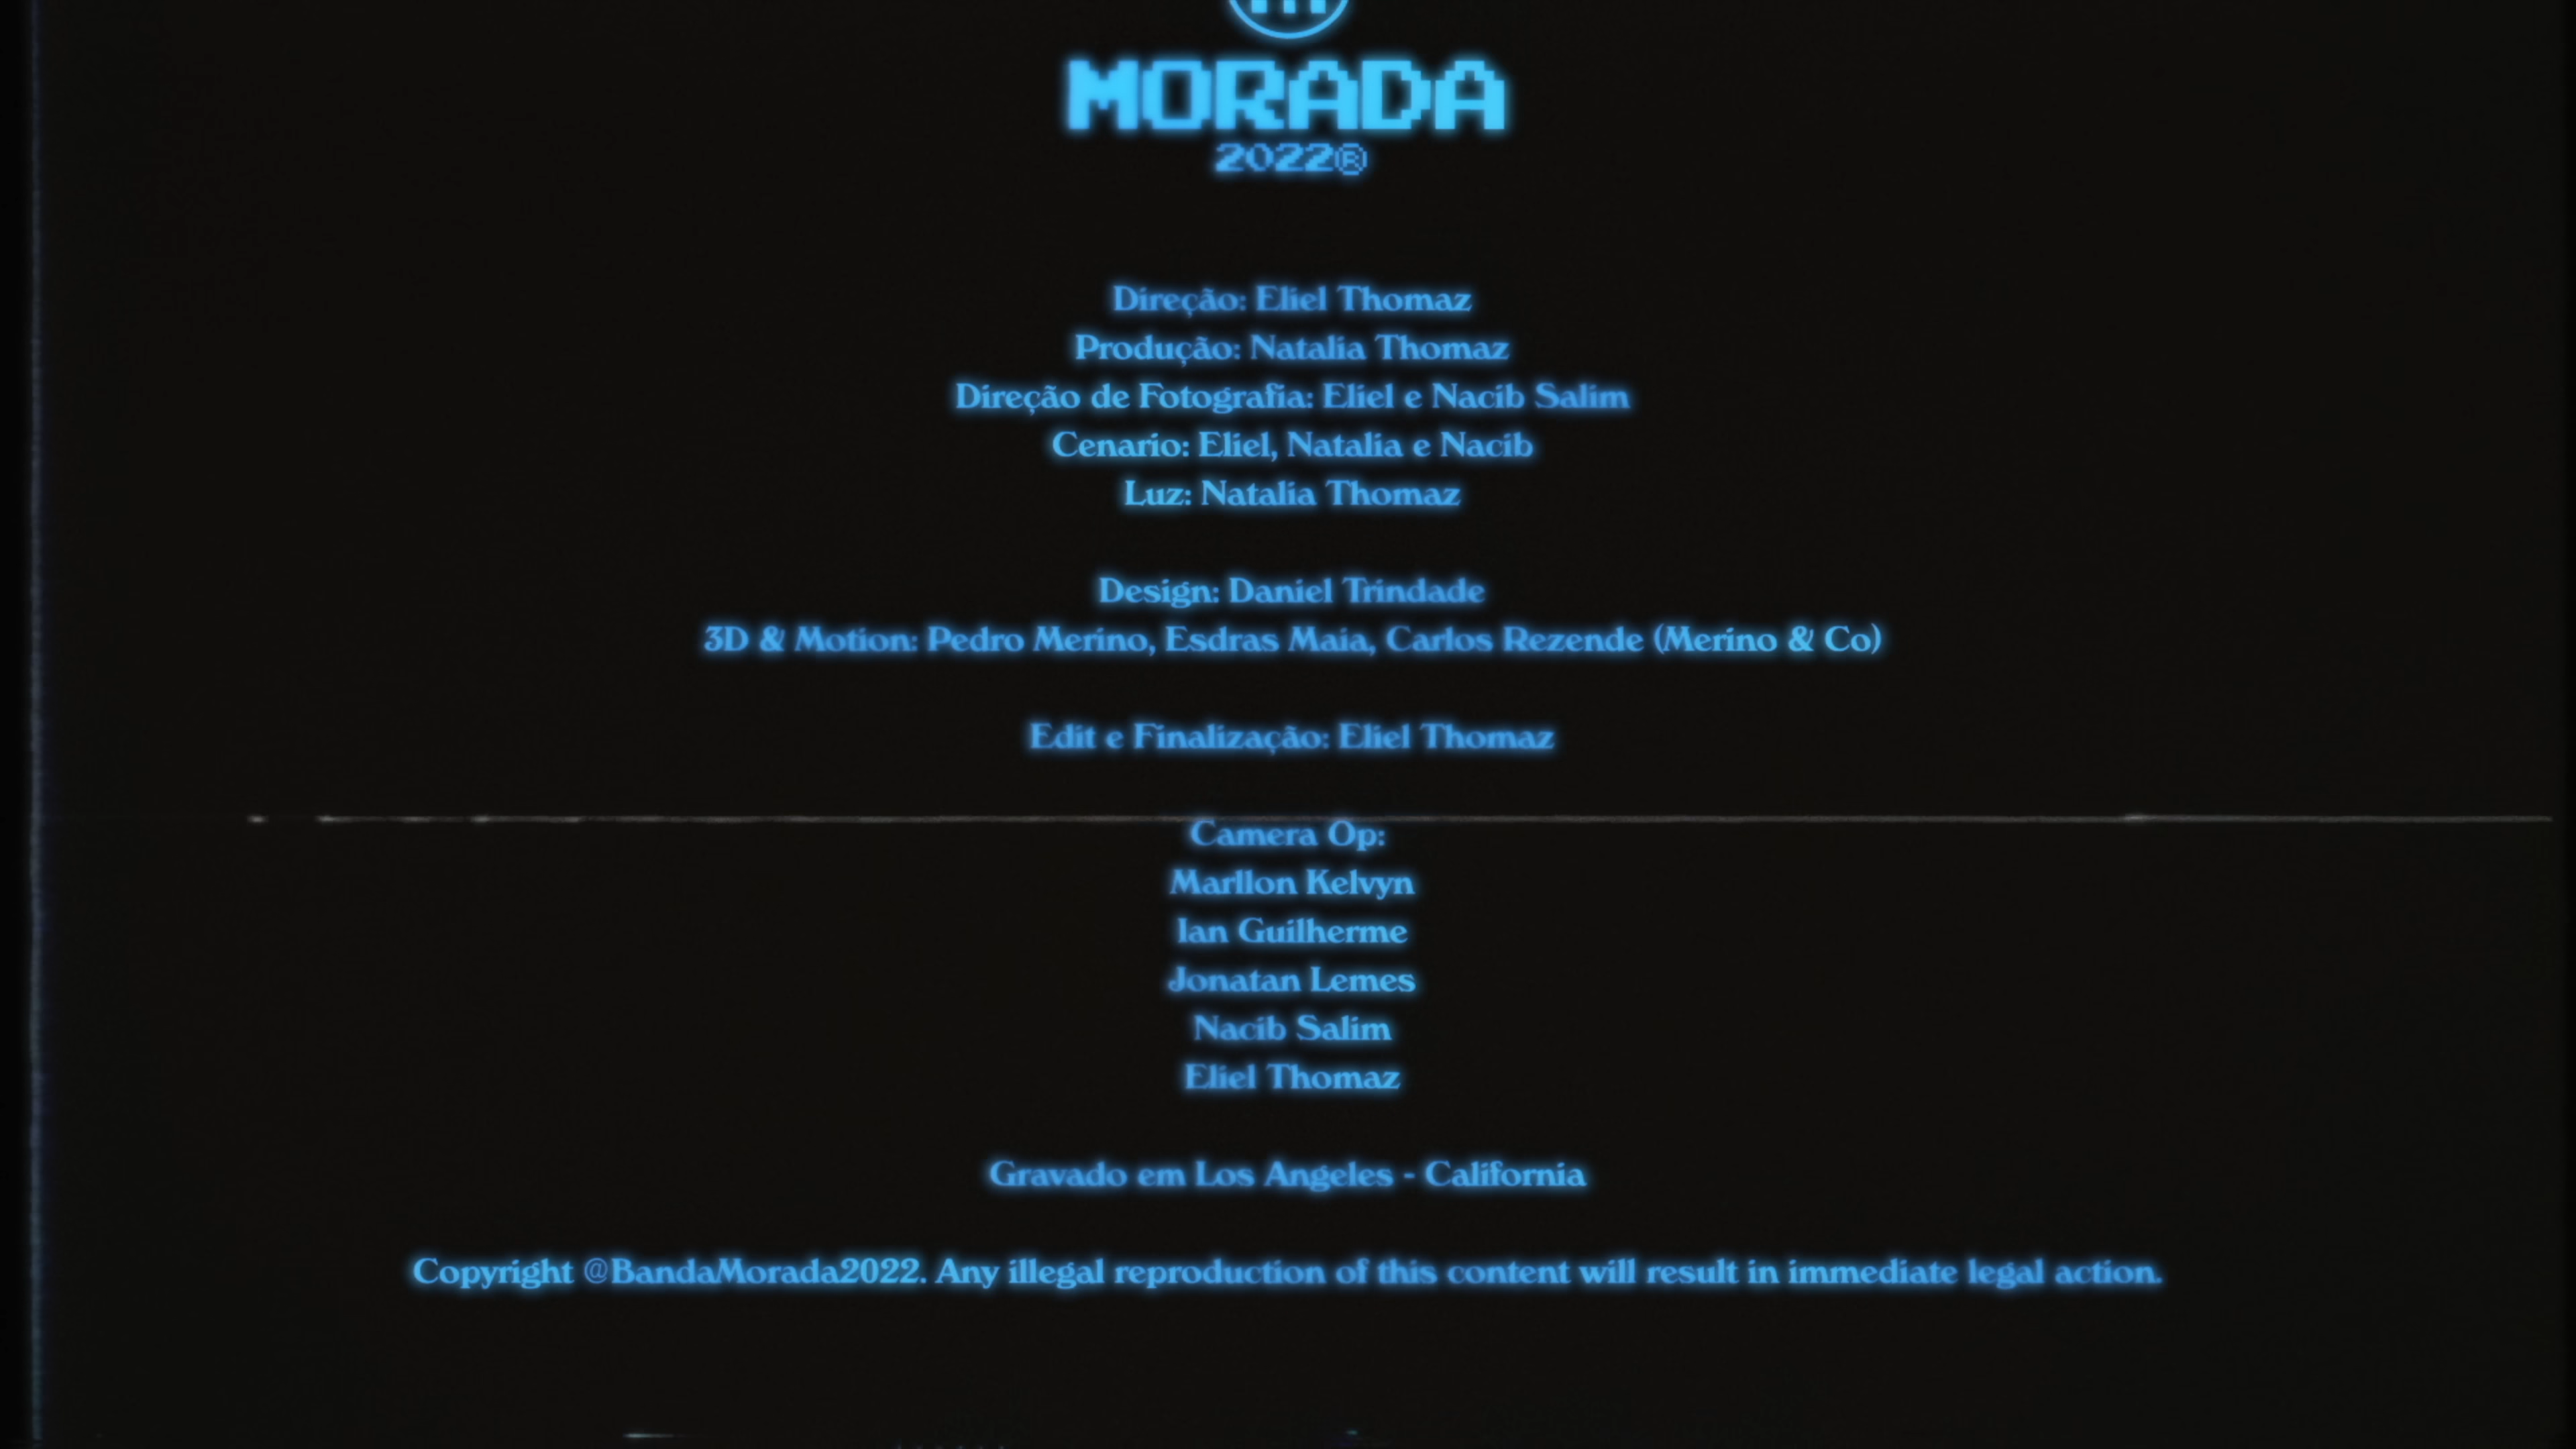 MORADA
2022®
Direção: Eliel Thomaz
Produção: Natalia Thomaz
Direção de Fotografia: Eliel e Nacib Salim
Cenario: Eliel, Natalia e Nacib
Luz: Natalia Thomaz
Design: Daniel Trindade
3D & Motion: Pedro Merino, Esdras Maia, Carlos Rezende (Merino & Co)
Edit e Finalização: Eliel Thomaz
Camera Op:
Marllon Kelvyn
Ian Guilherme
Jonatan Lemes
Nacib Salim
Eliel Thomaz
Gravado em Los Angeles - California
Copyright @BandaMorada2022. Any illegal reproduction of this content will result in immediate legal action.